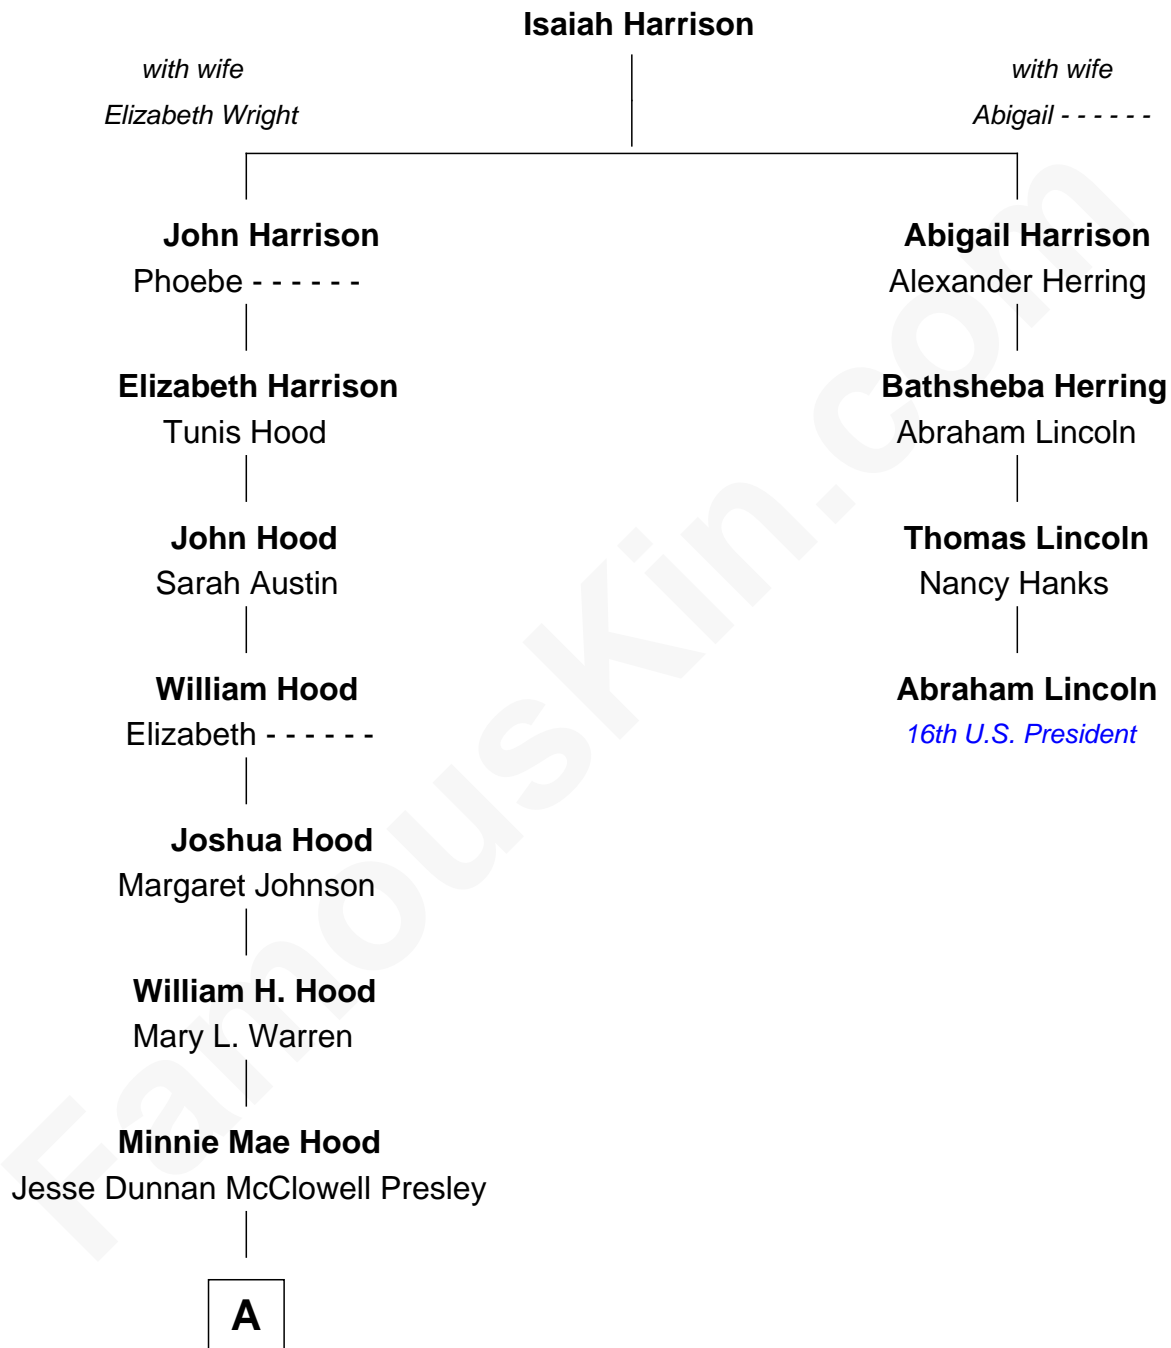 Isaiah Harrison
with wife
Elizabeth Wright
with wife
Abigail - - - - - -
John Harrison
Phoebe - - - - - -
Abigail Harrison
Alexander Herring
Elizabeth Harrison
Tunis Hood
Bathsheba Herring
Abraham Lincoln
John Hood
Sarah Austin
Thomas Lincoln
Nancy Hanks
William Hood
Elizabeth - - - - - -
Abraham Lincoln
16th U.S. President
Joshua Hood
Margaret Johnson
William H. Hood
Mary L. Warren
Minnie Mae Hood
Jesse Dunnan McClowell Presley
A
FamousKin.com